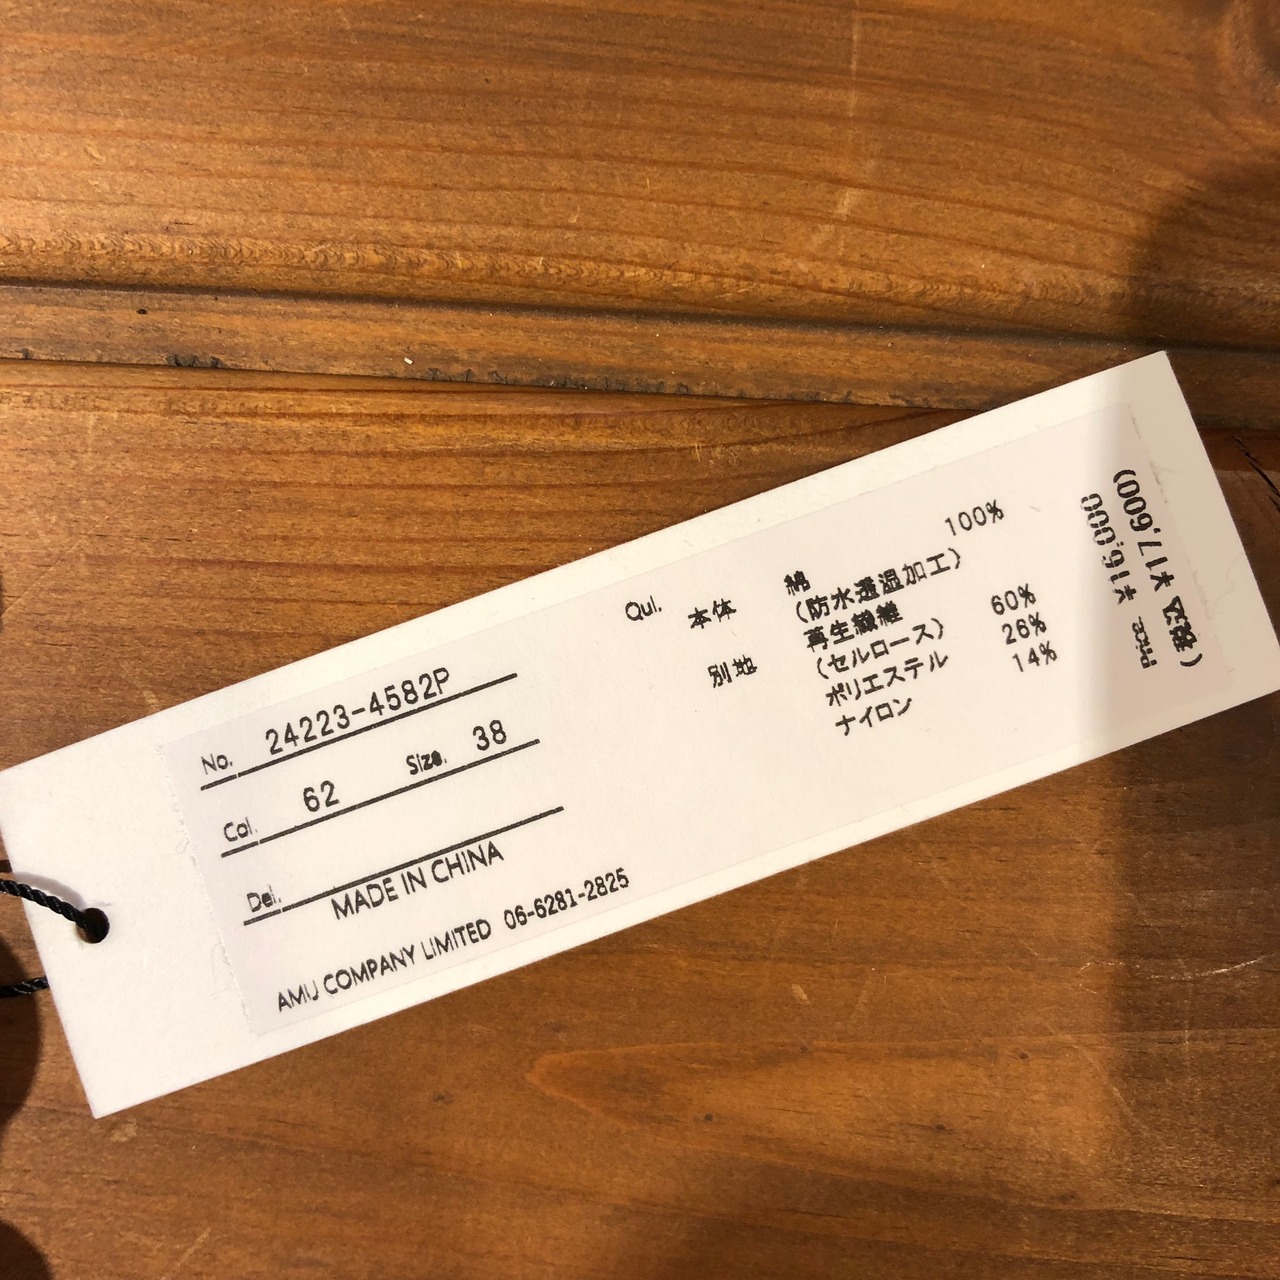 No. 24223-4582P
Col. 62 Size. 38
Del.
MADE IN CHINA
AMIJ COMPANY LIMITED 06-6281-2825
Qul. 本体 綿 100%
(防水透湿加工)
別地 再生繊維 60%
(セルロース)
ポリエステル 26%
ナイロン 14%
Price. ¥16,000
(税込 ¥17,600)